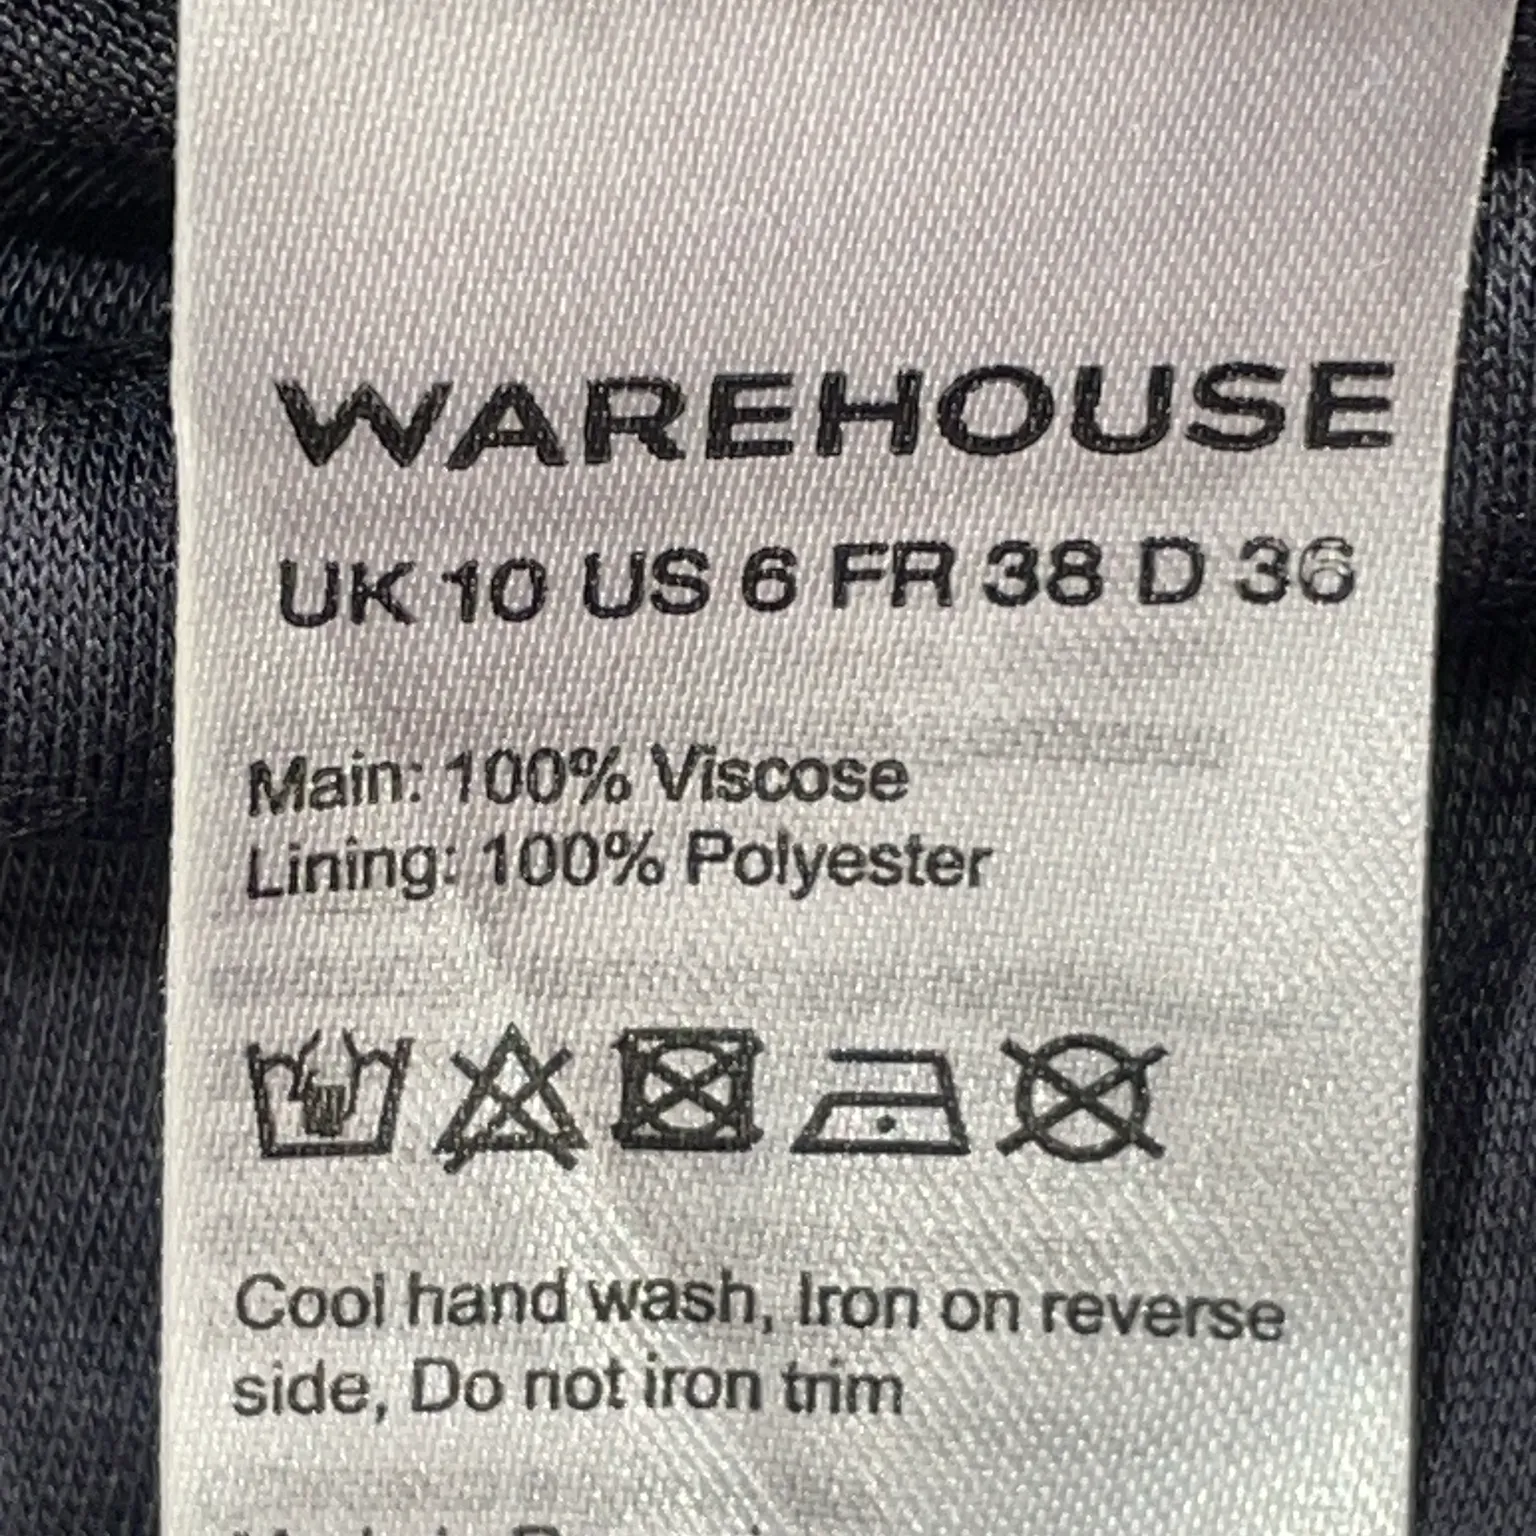 WAREHOUSE
UK 10 US 6 FR 38 D 36
Main: 100% Viscose
Lining: 100% Polyester
Cool hand wash, Iron on reverse
side, Do not iron trim